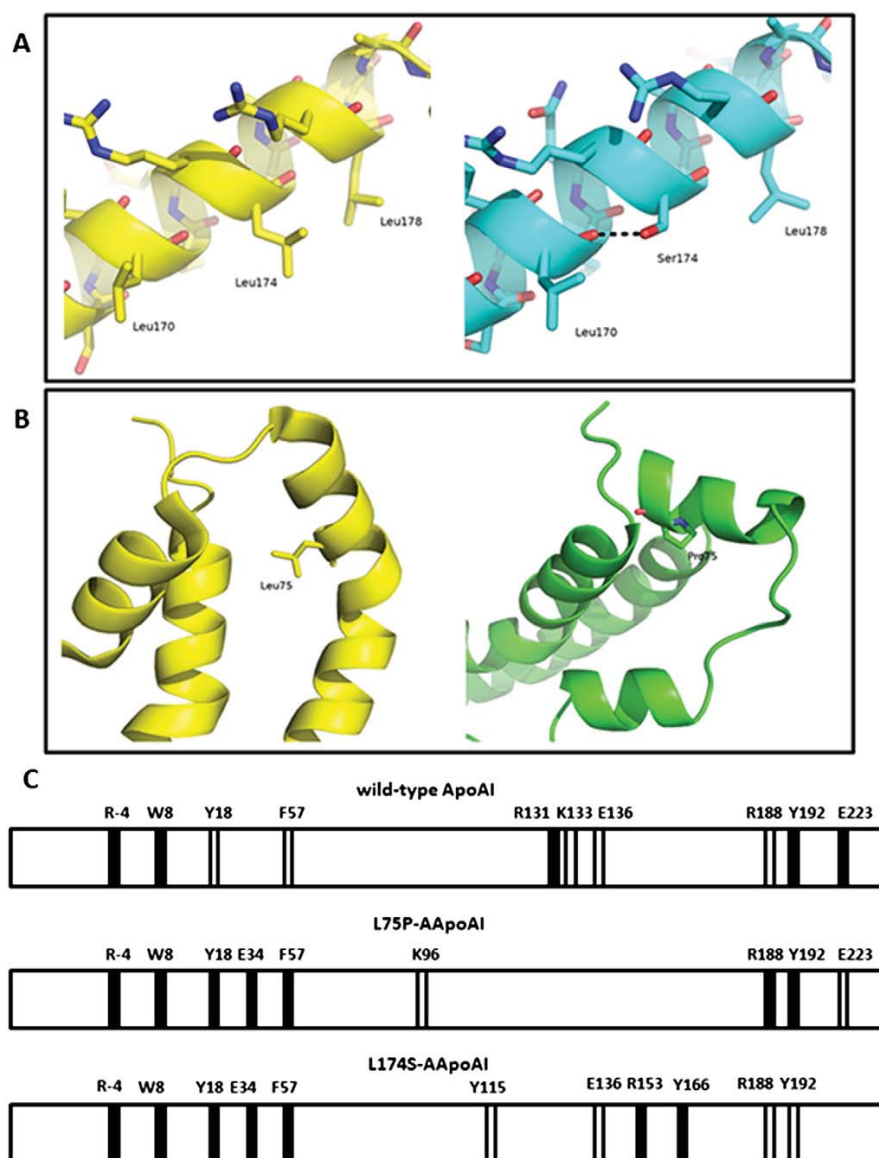 A
Leu178
Leu174
Leu170
Leu178
Ser174
Leu170
B
Leu75
Pro75
C
wild-type ApoAI
R-4 W8 Y18 F57 R131 K133 E136 R188 Y192 E223
L75P-AApoAI
R-4 W8 Y18 E34 F57 K96 R188 Y192 E223
L174S-AApoAI
R-4 W8 Y18 E34 F57 Y115 E136 R153 Y166 R188 Y192